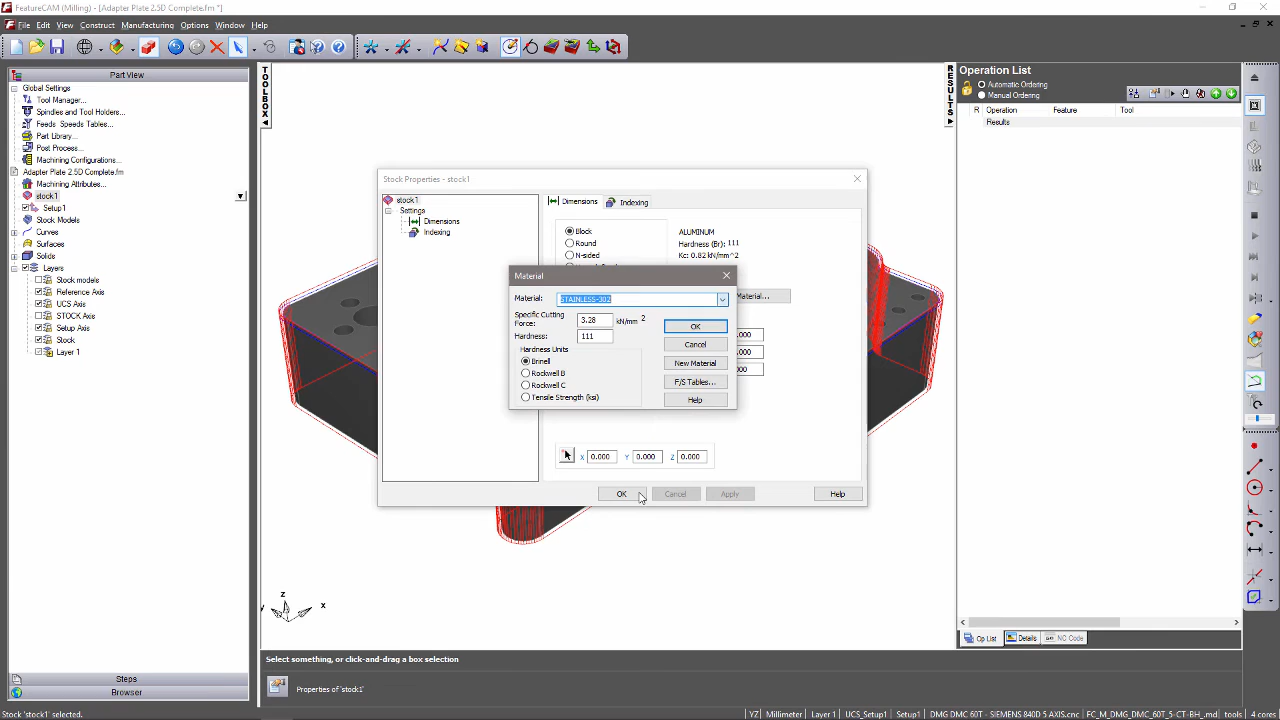 FeatureCAM (Milling) - [Adapter Plate 2.5D Complete.fm *]
File Edit View Construct Manufacturing Options Window Help
Part View
Global Settings
Tool Manager...
Spindles and Tool Holders...
Feeds Speeds Tables...
Part Library...
Post Process...
Machining Configurations...
Adapter Plate 2.5D Complete.fm
Machining Attributes...
stock1
Setup1
Stock Models
Curves
Surfaces
Solids
Layers
Stock models
Reference Axis
UCS Axis
STOCK Axis
Setup Axis
Stock
Layer 1
Steps
Browser
TOOLBOX
RESULTS
Stock Properties - stock1
stock1
Settings
Dimensions
Indexing
Dimensions Indexing
Block
Round
N-sided
ALUMINUM
Hardness (Br): 111
Kc: 0.82 kN/mm^2
Material...
.000
.000
X 0.000 Y 0.000 Z 0.000
OK Cancel Apply Help
Material
Material: STAINLESS-302
Specific Cutting Force: 3.28 kN/mm 2
Hardness: 111
Hardness Units
Brinell
Rockwell B
Rockwell C
Tensile Strength (ksi)
OK
Cancel
New Material
F/S Tables...
Help
z
x
Operation List
Automatic Ordering
Manual Ordering
R Operation Feature Tool
Results
Op List Details NC Code
Select something, or click-and-drag a box selection
Properties of 'stock1'
Stock 'stock1' selected.
YZ Millimeter Layer 1 UCS_Setup1 Setup1 DMG DMC 60T - SIEMENS 840D 5 AXIS.cnc FC_M_DMG_DMC_60T_5-CT-BH_.md tools 4 cores